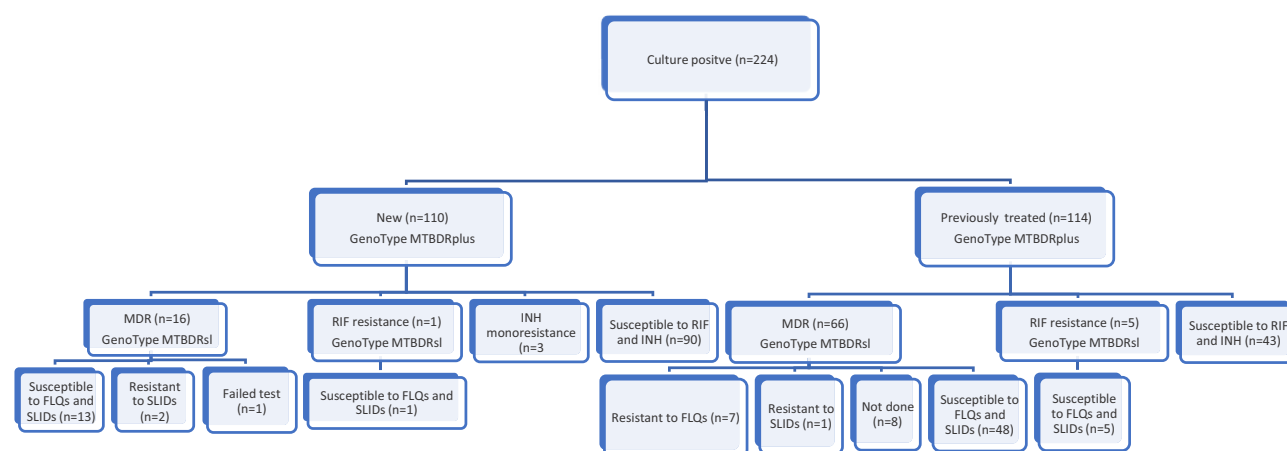 Culture positve (n=224)
New (n=110)
GenoType MTBDRplus
Previously treated (n=114)
GenoType MTBDRplus
MDR (n=16)
GenoType MTBDRsl
RIF resistance (n=1)
GenoType MTBDRsl
INH
monoresistance
(n=3
Susceptible to RIF
and INH (n=90)
MDR (n=66)
GenoType MTBDRsl
RIF resistance (n=5)
GenoType MTBDRsl
Susceptible to RIF
and INH (n=43)
Susceptible
to FLQs and
SLIDs (n=13)
Resistant
to SLIDs
(n=2)
Failed test
(n=1)
Susceptible to FLQs and
SLIDs (n=1)
Resistant to FLQs (n=7)
Resistant to
SLIDs (n=1)
Not done
(n=8)
Susceptible to
FLQs and
SLIDs (n=48)
Susceptible
to FLQs and
SLIDs (n=5)